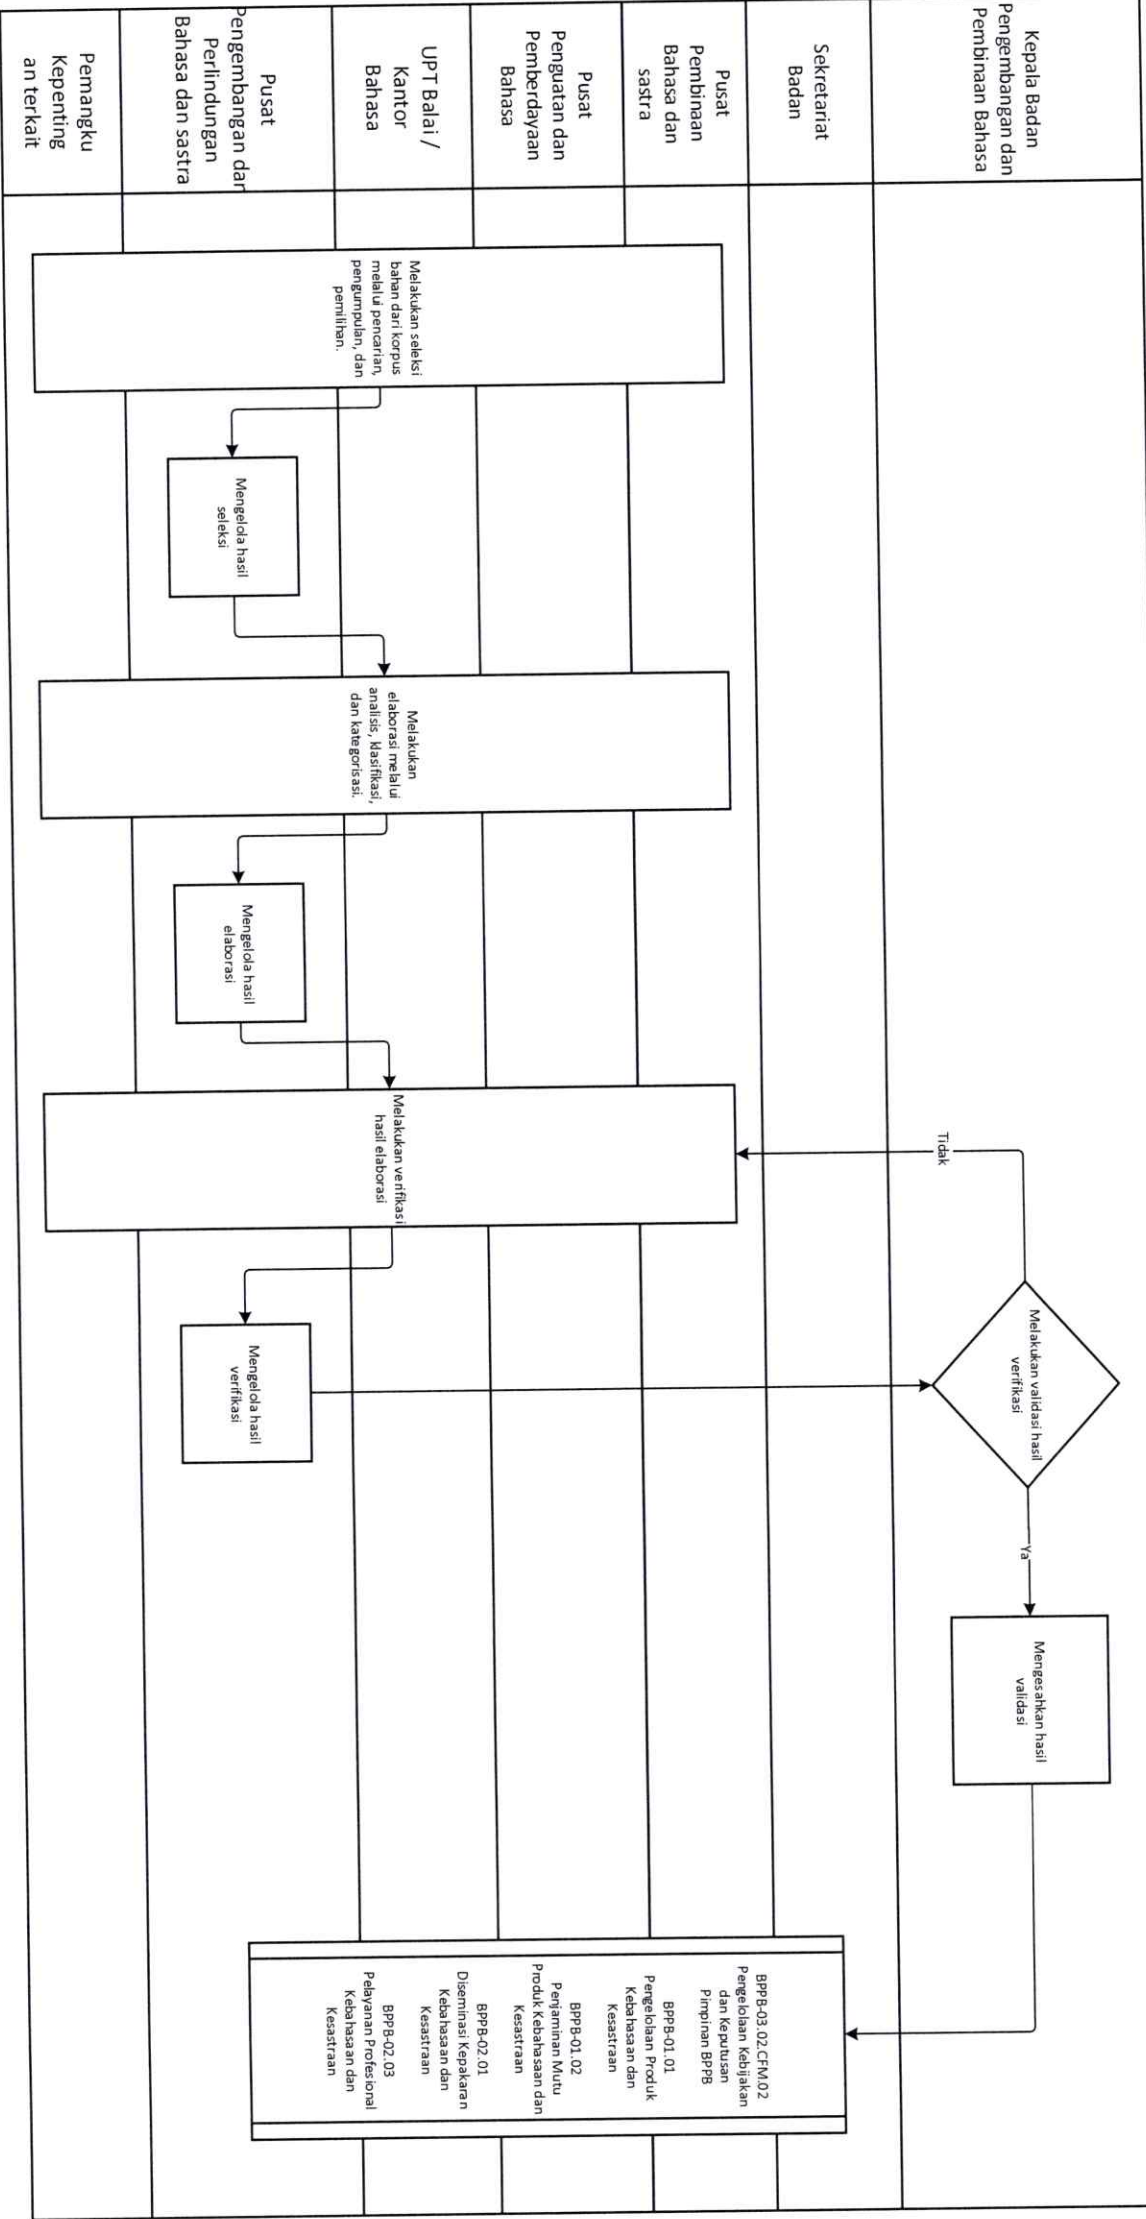 Kepala Badan
Pengembangan dan
Pembinaan Bahasa
Sekretariat
Badan
Pusat
Pembinaan
Bahasa dan
sastra
Pusat
Penguatan dan
Pemberdayaan
Bahasa
UPT Balai /
Kantor
Bahasa
Pusat
Pengembangan dan
Perlindungan
Bahasa dan sastra
Pemangku
Kepenting
an terkait
Melakukan seleksi
bahan dari korpus
melalui pencarian,
pengumpulan, dan
pemilihan.
Mengelola hasil
seleksi
Melakukan
elaborasi melalui
analisis, klasifikasi,
dan kategorisasi.
Mengelola hasil
elaborasi
Melakukan verifikasi
hasil elaborasi
Mengelola hasil
verifikasi
Tidak
Melakukan validasi hasil
verifikasi
Ya
Mengesahkan hasil
validasi
BPPB-03.02.CFM.02
Pengelolaan Kebijakan
dan Keputusan
Pimpinan BPPB
BPPB-01.01
Pengelolaan Produk
Kebahasaan dan
Kesastraan
BPPB-01.02
Penjaminan Mutu
Produk Kebahasaan dan
Kesastraan
BPPB-02.01
Diseminasi Kepakaran
Kebahasaan dan
Kesastraan
BPPB-02.03
Pelayanan Profesional
Kebahasaan dan
Kesastraan